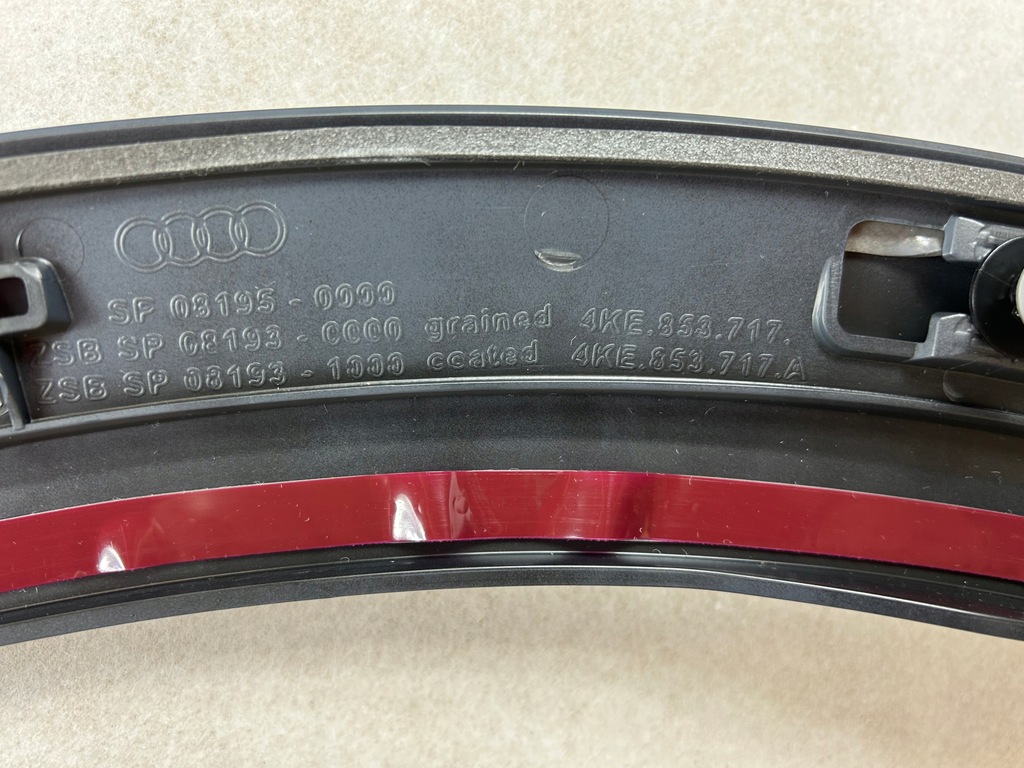 SP 08195 - 0000
ZSB SP 08193 - 0000 grained 4KE.853.717.
ZSB SP 08193 - 1000 coated 4KE.853.717.A